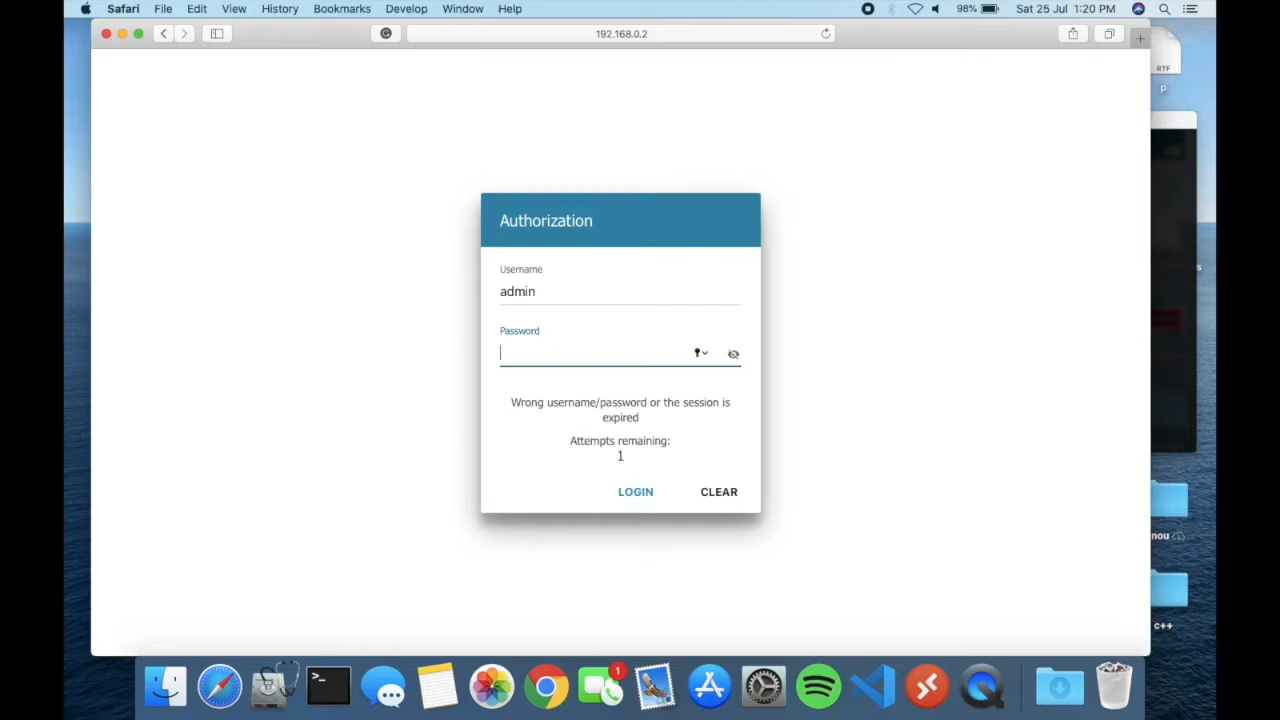 Safari File Edit View History Bookmarks Develop Window Help 98% Sat 25 Jul 1:20 PM
192.168.0.2
RTF
p
Authorization
Username
admin
s
Password
Wrong username/password or the session is
expired
Attempts remaining:
1
LOGIN CLEAR
nou
c++
1
>_